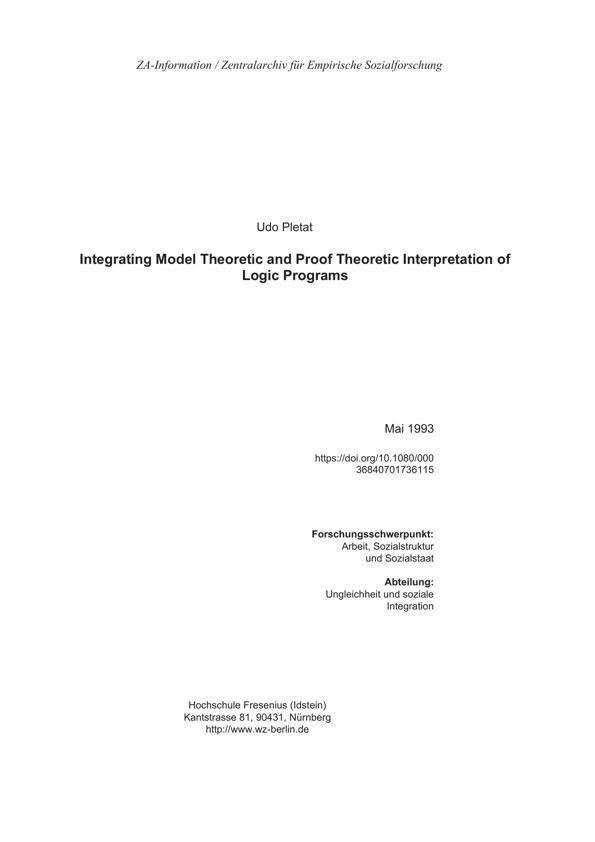 ZA-Information / Zentralarchiv für Empirische Sozialforschung
Udo Pletat
Integrating Model Theoretic and Proof Theoretic Interpretation of
Logic Programs
Mai 1993
https://doi.org/10.1080/000
36840701736115
Forschungsschwerpunkt:
Arbeit, Sozialstruktur
und Sozialstaat
Abteilung:
Ungleichheit und soziale
Integration
Hochschule Fresenius (Idstein)
Kantstrasse 81, 90431, Nürnberg
http://www.wz-berlin.de